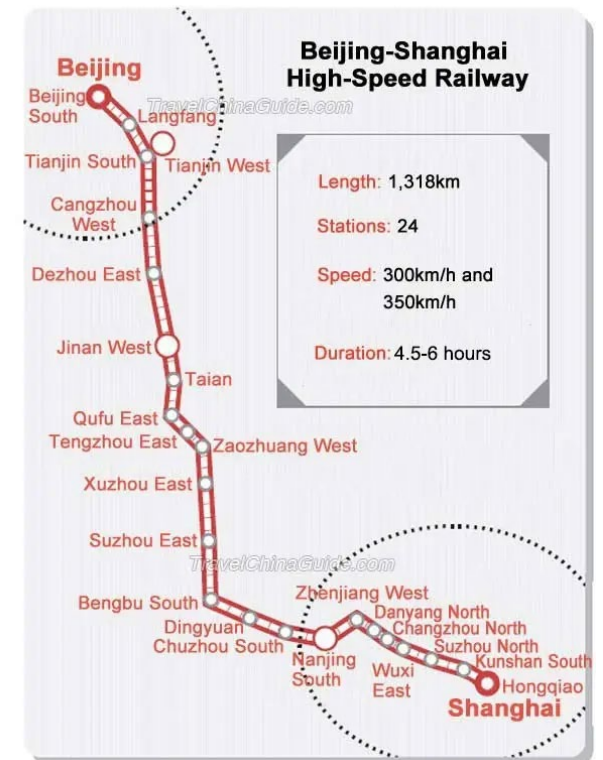 Beijing-Shanghai
High-Speed Railway
Beijing
Beijing
South
TravelChinaGuide.com
Langfang
Tianjin South
Tianjin West
Cangzhou
West
Length: 1,318km
Stations: 24
Speed: 300km/h and
350km/h
Duration: 4.5-6 hours
Dezhou East
Jinan West
Taian
Qufu East
Tengzhou East
Zaozhuang West
Xuzhou East
Suzhou East
TravelChinaGuide.com
Bengbu South
Dingyuan
Chuzhou South
Nanjing
South
Zhenjiang West
Danyang North
Changzhou North
Wuxi
East
Suzhou North
Kunshan South
Hongqiao
Shanghai